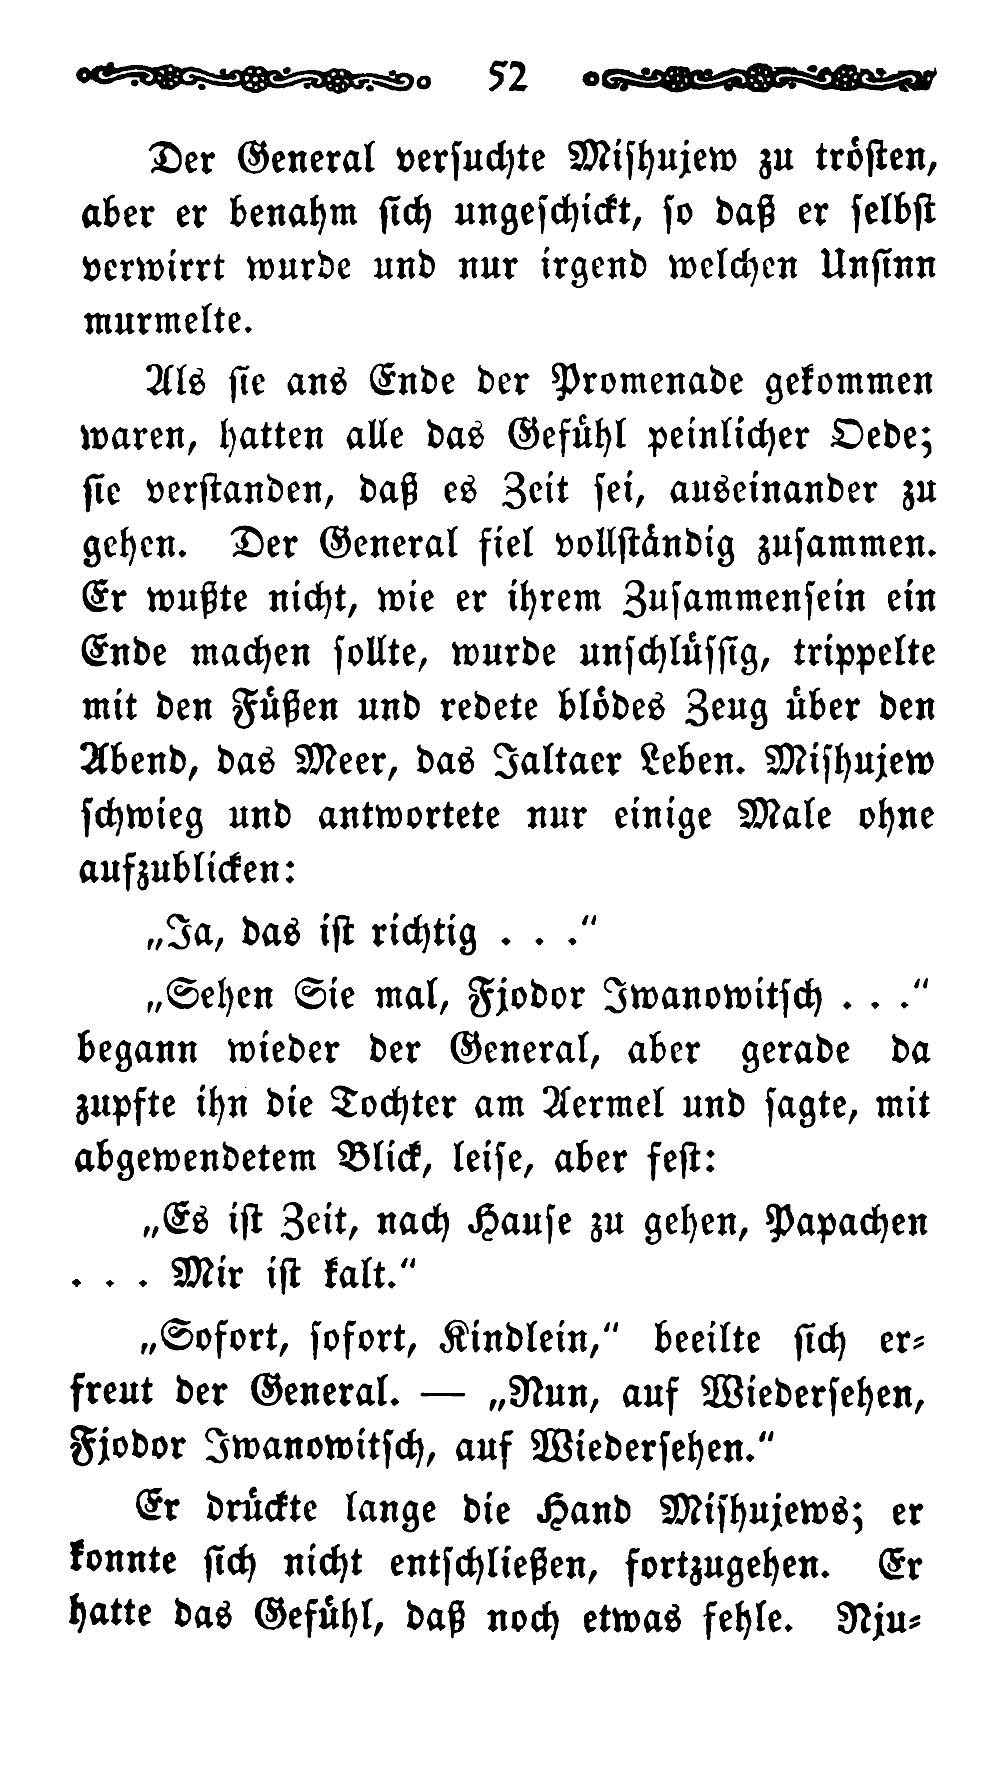 52
Der General versuchte Mishujew zu trösten,
aber er benahm sich ungeschickt, so daß er selbst
verwirrt wurde und nur irgend welchen Unsinn
murmelte.
Als sie ans Ende der Promenade gekommen
waren, hatten alle das Gefühl peinlicher Oede;
sie verstanden, daß es Zeit sei, auseinander zu
gehen. Der General fiel vollständig zusammen.
Er wußte nicht, wie er ihrem Zusammensein ein
Ende machen sollte, wurde unschlüssig, trippelte
mit den Füßen und redete blödes Zeug über den
Abend, das Meer, das Jaltaer Leben. Mishujew
schwieg und antwortete nur einige Male ohne
aufzublicken:
„Ja, das ist richtig . . .“
„Sehen Sie mal, Fjodor Iwanowitsch . . .“
begann wieder der General, aber gerade da
zupfte ihn die Tochter am Aermel und sagte, mit
abgewendetem Blick, leise, aber fest:
„Es ist Zeit, nach Hause zu gehen, Papachen
. . . Mir ist kalt.“
„Sofort, sofort, Kindlein,“ beeilte sich er-
freut der General. — „Nun, auf Wiedersehen,
Fjodor Iwanowitsch, auf Wiedersehen.“
Er drückte lange die Hand Mishujews; er
konnte sich nicht entschließen, fortzugehen. Er
hatte das Gefühl, daß noch etwas fehle. Nju-